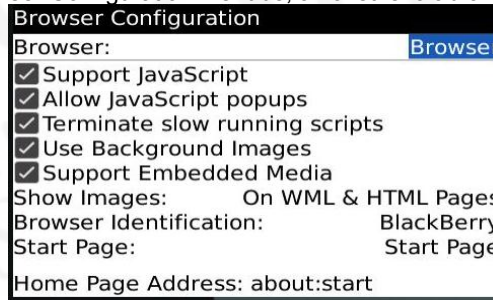 Browser Configuration
Browser: Browse
Support JavaScript
Allow JavaScript popups
Terminate slow running scripts
Use Background Images
Support Embedded Media
Show Images: On WML & HTML Pages
Browser Identification: BlackBerry
Start Page: Start Page
Home Page Address: about:start